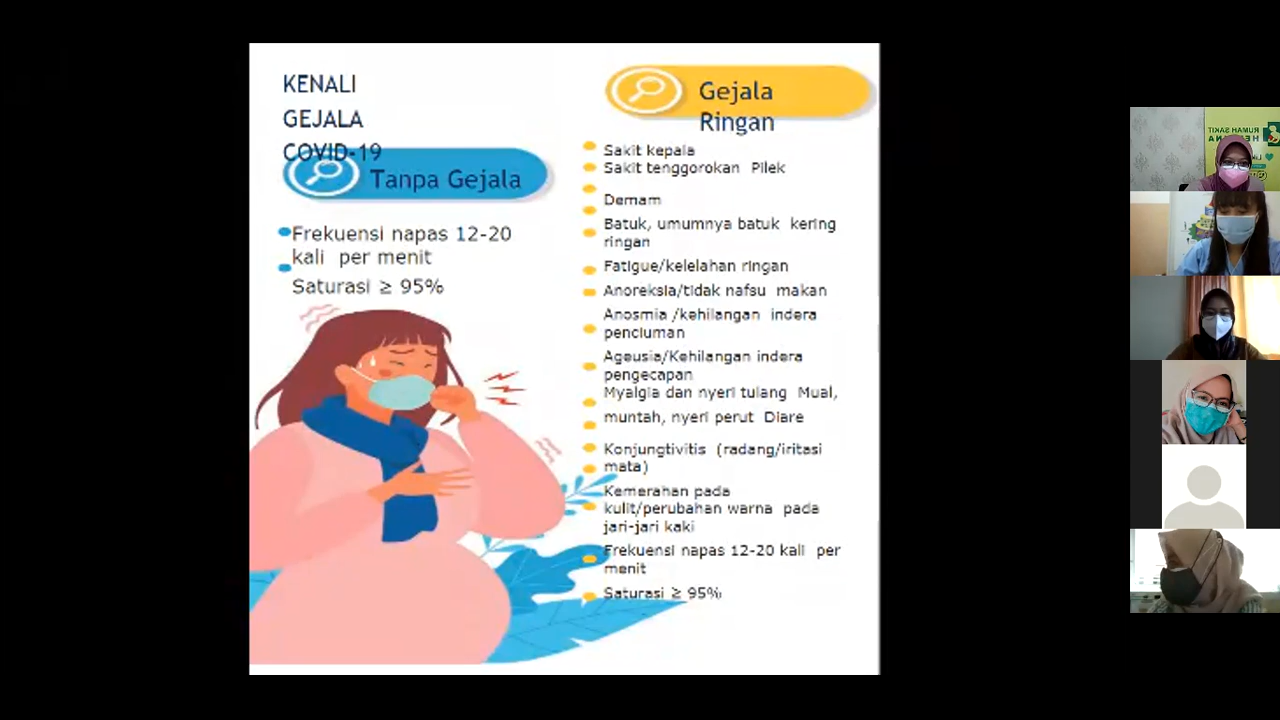 KENALI
GEJALA
COVID-19
Tanpa Gejala
Frekuensi napas 12-20
kali per menit
Saturasi ≥ 95%
Gejala
Ringan
Sakit kepala
Sakit tenggorokan Pilek
Demam
Batuk, umumnya batuk kering
ringan
Fatigue/kelelahan ringan
Anoreksia/tidak nafsu makan
Anosmia /kehilangan indera
penciuman
Ageusia/Kehilangan indera
pengecapan
Myalgia dan nyeri tulang Mual,
muntah, nyeri perut Diare
Konjungtivitis (radang/iritasi
mata)
Kemerahan pada
kulit/perubahan warna pada
jari-jari kaki
Frekuensi napas 12-20 kali per
menit
Saturasi ≥ 95%
RUMAH SAKIT